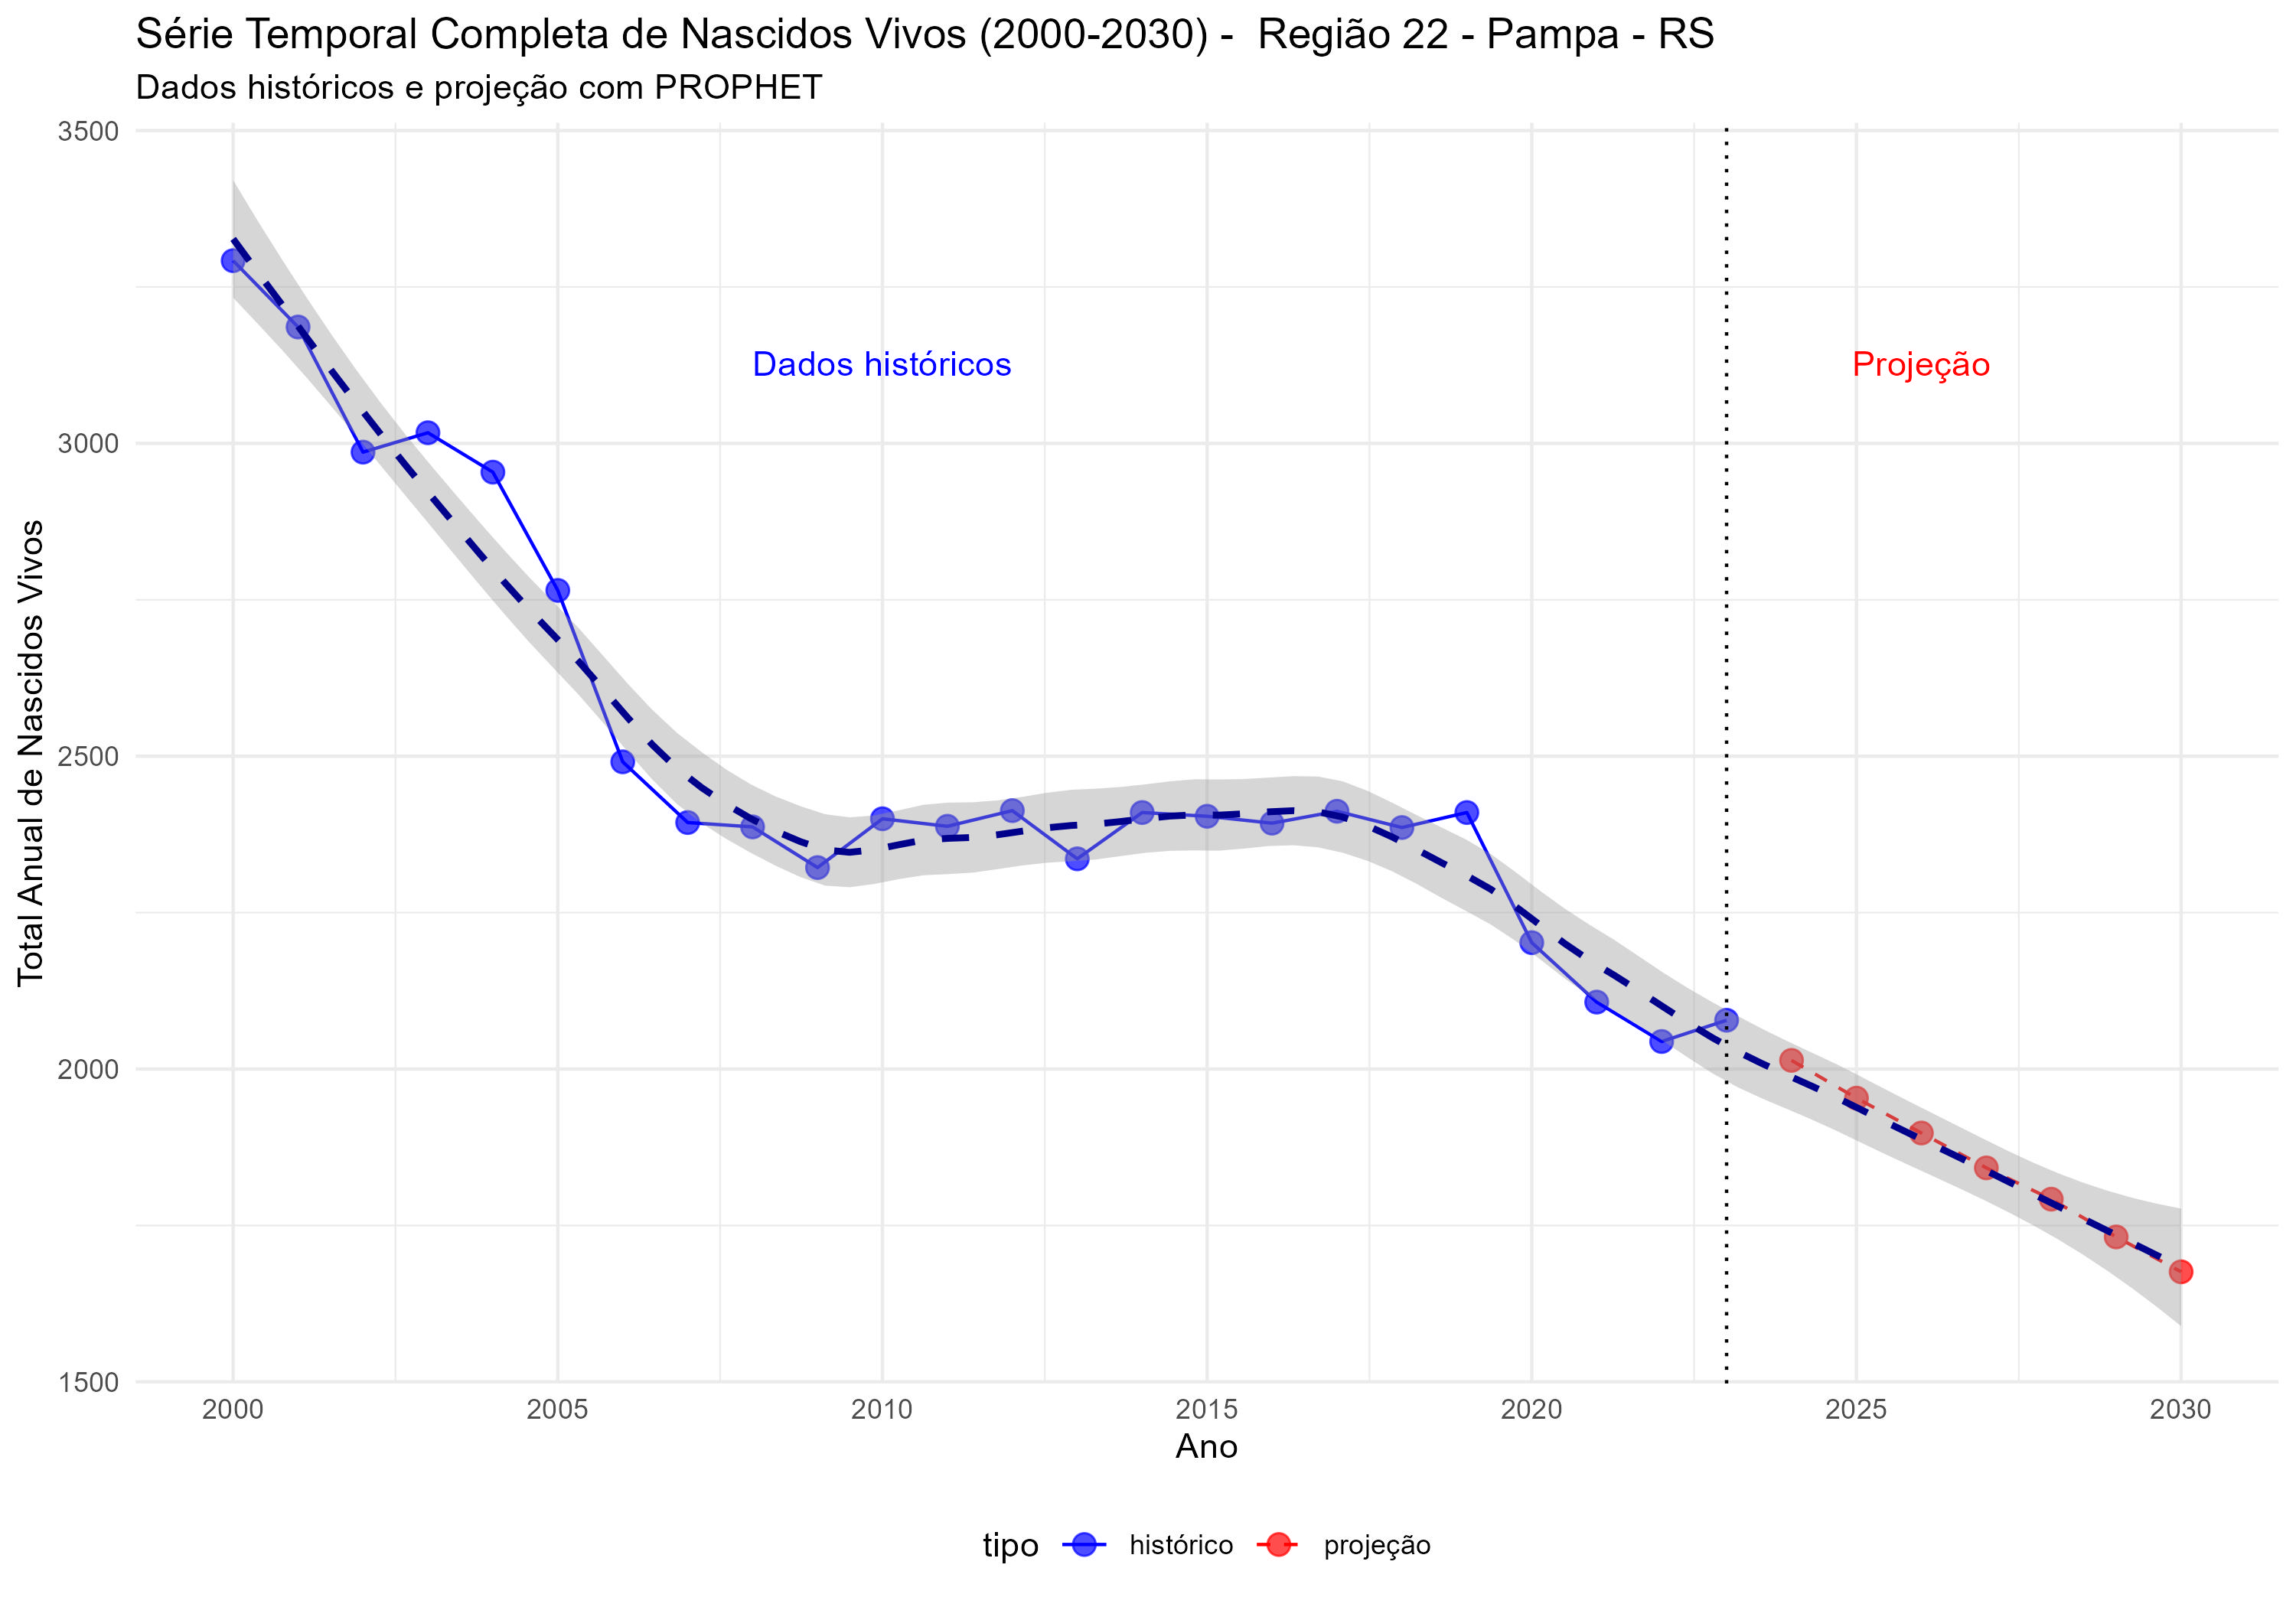 Série Temporal Completa de Nascidos Vivos (2000-2030) -  Região 22 - Pampa - RS
Dados históricos e projeção com PROPHET
Total Anual de Nascidos Vivos
3500
3000
2500
2000
1500
Dados históricos
Projeção
2000 2005 2010 2015 2020 2025 2030
Ano
tipo histórico projeção